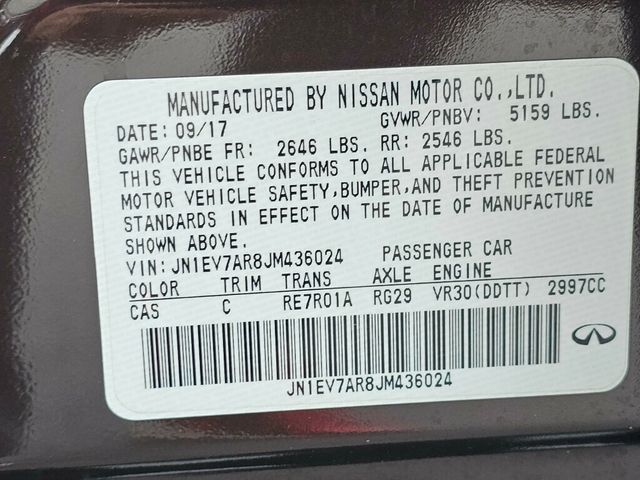 MANUFACTURED BY NISSAN MOTOR CO.,LTD.
DATE: 09/17 GVWR/PNBV: 5159 LBS.
GAWR/PNBE FR: 2646 LBS. RR: 2546 LBS.
THIS VEHICLE CONFORMS TO ALL APPLICABLE FEDERAL
MOTOR VEHICLE SAFETY,BUMPER,AND THEFT PREVENTION
STANDARDS IN EFFECT ON THE DATE OF MANUFACTURE
SHOWN ABOVE.
VIN: JN1EV7AR8JM436024 PASSENGER CAR
COLOR TRIM TRANS AXLE ENGINE
CAS C RE7R01A RG29 VR30(DDTT) 2997CC
JN1EV7AR8JM436024